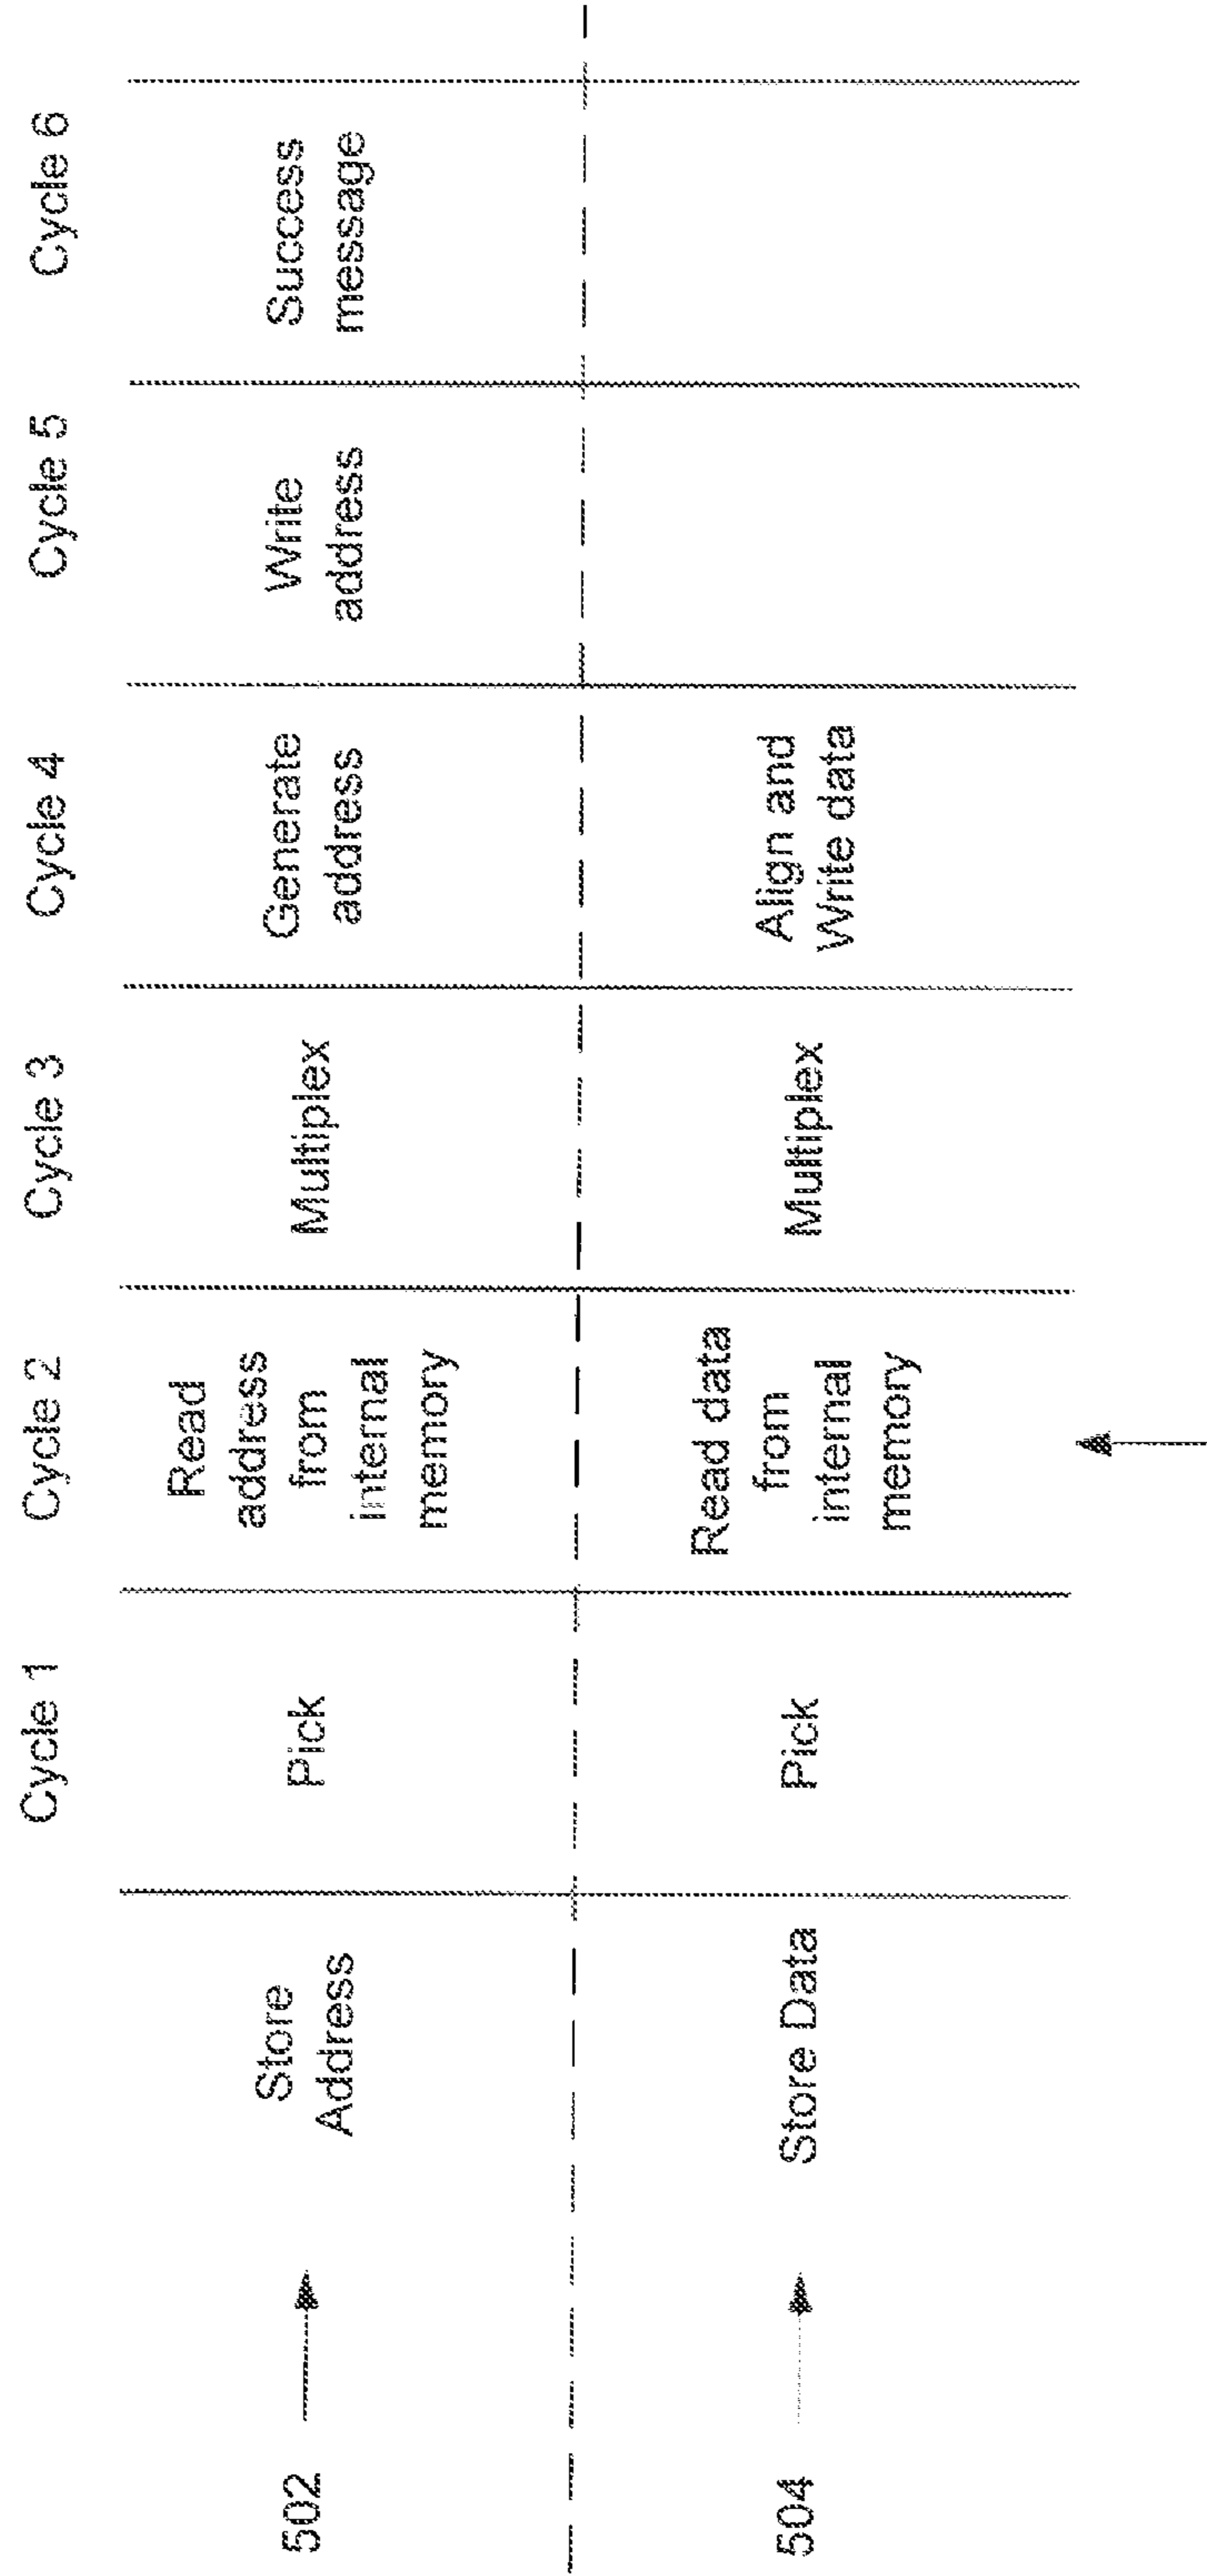 Cycle 1
Cycle 2
Cycle 3
Cycle 4
Cycle 5
Cycle 6
502
Store
Address
Pick
Read
address
from
internal
memory
Multiplex
Generate
address
Write
address
Success
message
504
Store Data
Pick
Read data
from
internal
memory
Multiplex
Align and
Write data